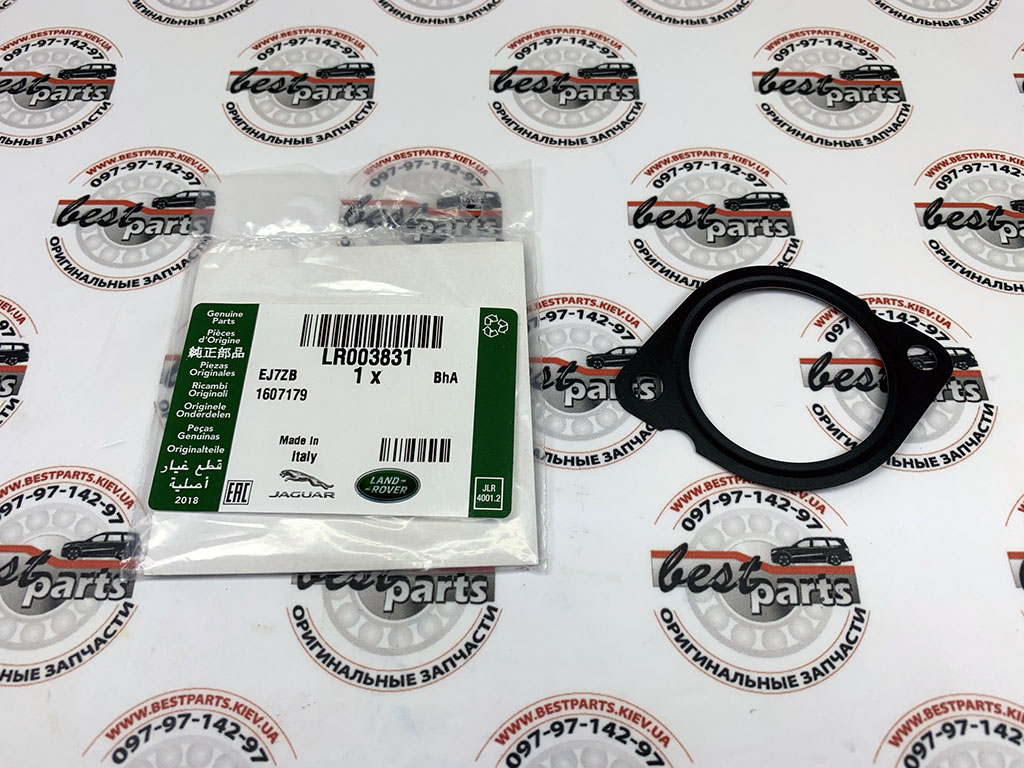 Genuine
Parts
Pièces
d'Origine
純正部品
Piezas
Originales
Ricambi
Originali
Originele
Onderdelen
Peças
Genuinas
Originalteile
قطع غيار
أصلية
2018
LR003831
1 x
EJ7ZB
BhA
1607179
Made In
Italy
EAC
JAGUAR
LAND-
-ROVER
JLR
4001.2
WWW.BESTPARTS.KIEV.UA
097-97-142-97
best
parts
ОРИГИНАЛЬНЫЕ ЗАПЧАСТИ